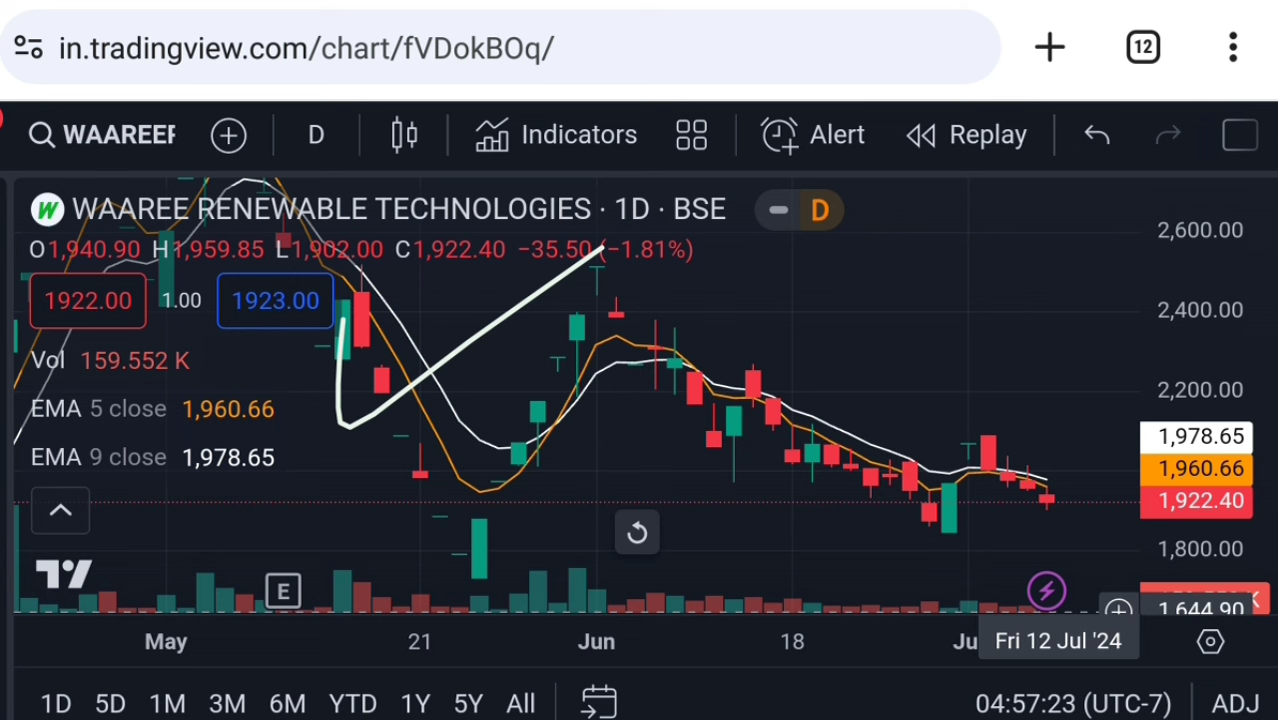 in.tradingview.com/chart/fVDokBOq/ 12
WAAREEF D Indicators Alert Replay
WAAREE RENEWABLE TECHNOLOGIES · 1D · BSE D
O1,940.90 H1,959.85 L1,902.00 C1,922.40 −35.50 (−1.81%)
1922.00 1.00 1923.00
Vol 159.552 K
EMA 5 close 1,960.66
EMA 9 close 1,978.65
2,600.00
2,400.00
2,200.00
1,978.65
1,960.66
1,922.40
1,800.00
1,644.90
E
May 21 Jun 18 Ju Fri 12 Jul '24
1D 5D 1M 3M 6M YTD 1Y 5Y All 04:57:23 (UTC-7) ADJ